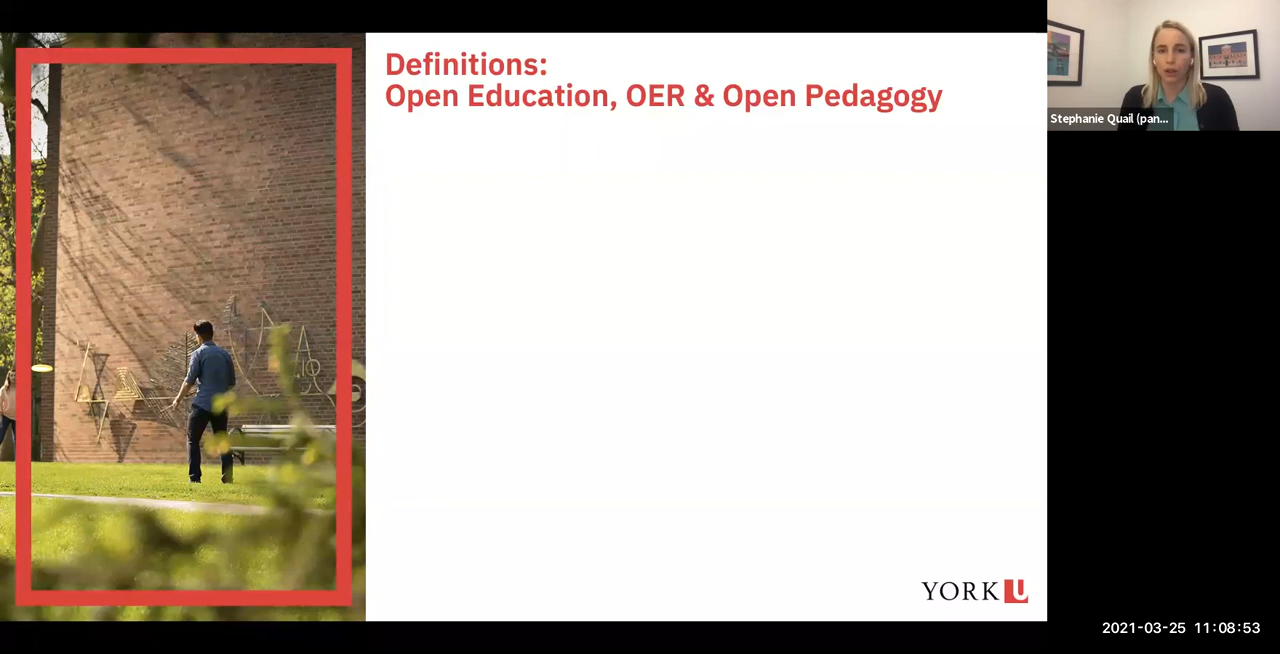 Definitions:
Open Education, OER & Open Pedagogy
Stephanie Quail (pan...
YORK U
2021-03-25 11:08:53